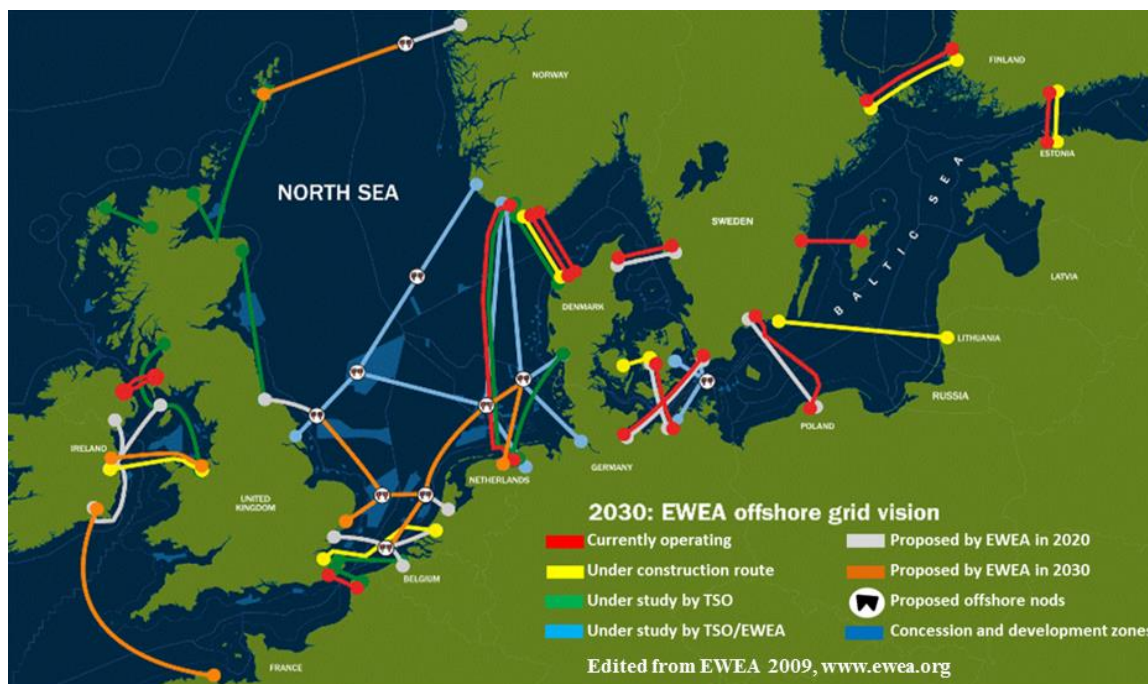 FINLAND
NORWAY
ESTONIA
NORTH SEA
SWEDEN
BALTIC SEA
LATVIA
DENMARK
LITHUANIA
RUSSIA
POLAND
IRELAND
GERMANY
NETHERLANDS
UNITED
KINGDOM
BELGIUM
FRANCE
2030: EWEA offshore grid vision
Currently operating
Proposed by EWEA in 2020
Under construction route
Proposed by EWEA in 2030
Under study by TSO
Proposed offshore nods
Under study by TSO/EWEA
Concession and development zones
Edited from EWEA 2009, www.ewea.org